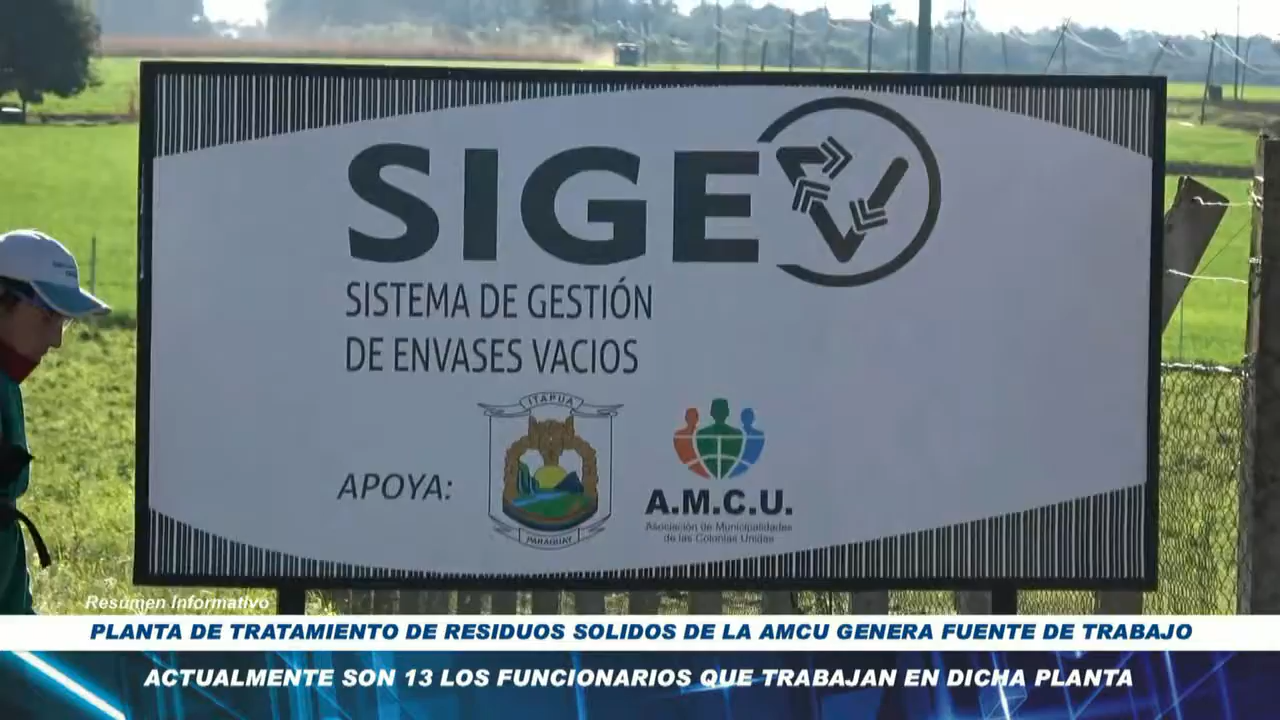 SIGEV
SISTEMA DE GESTIÓN
DE ENVASES VACIOS
APOYA:
ITAPUA
PARAGUAY
A.M.C.U.
Asociación de Municipalidades
de las Colonias Unidas
Resumen Informativo
PLANTA DE TRATAMIENTO DE RESIDUOS SOLIDOS DE LA AMCU GENERA FUENTE DE TRABAJO
ACTUALMENTE SON 13 LOS FUNCIONARIOS QUE TRABAJAN EN DICHA PLANTA